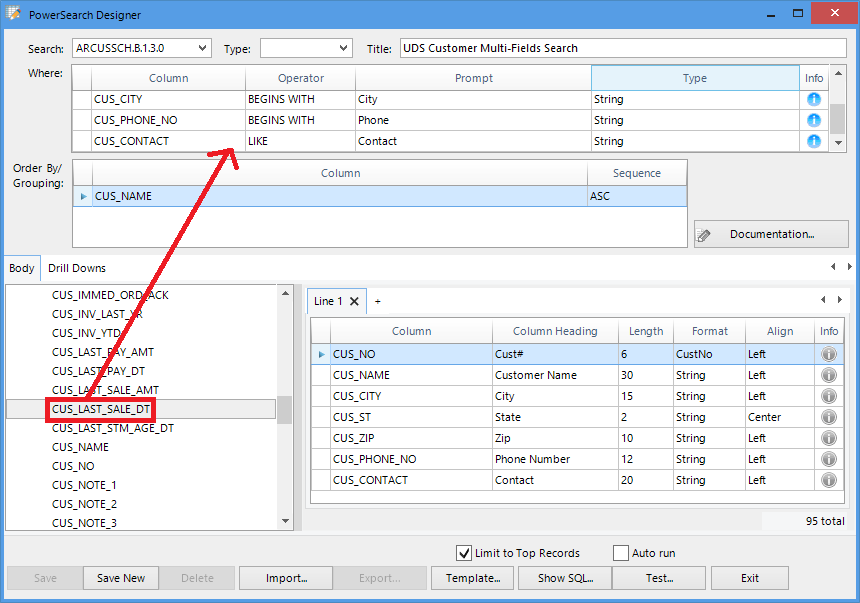 PowerSearch Designer
Search: ARCUSSCH.B.1.3.0 Type: Title: UDS Customer Multi-Fields Search
Where:
Column Operator Prompt Type Info
CUS_CITY BEGINS WITH City String
CUS_PHONE_NO BEGINS WITH Phone String
CUS_CONTACT LIKE Contact String
Order By/
Grouping:
Column Sequence
CUS_NAME ASC
Documentation...
Body Drill Downs
CUS_IMMED_ORD_ACK
CUS_INV_LAST_YR
CUS_INV_YTD
CUS_LAST_PAY_AMT
CUS_LAST_PAY_DT
CUS_LAST_SALE_AMT
CUS_LAST_SALE_DT
CUS_LAST_STM_AGE_DT
CUS_NAME
CUS_NO
CUS_NOTE_1
CUS_NOTE_2
CUS_NOTE_3
Line 1 +
Column Column Heading Length Format Align Info
CUS_NO Cust# 6 CustNo Left
CUS_NAME Customer Name 30 String Left
CUS_CITY City 15 String Left
CUS_ST State 2 String Center
CUS_ZIP Zip 10 String Left
CUS_PHONE_NO Phone Number 12 String Left
CUS_CONTACT Contact 20 String Left
95 total
Limit to Top Records Auto run
Save Save New Delete Import... Export... Template... Show SQL... Test... Exit